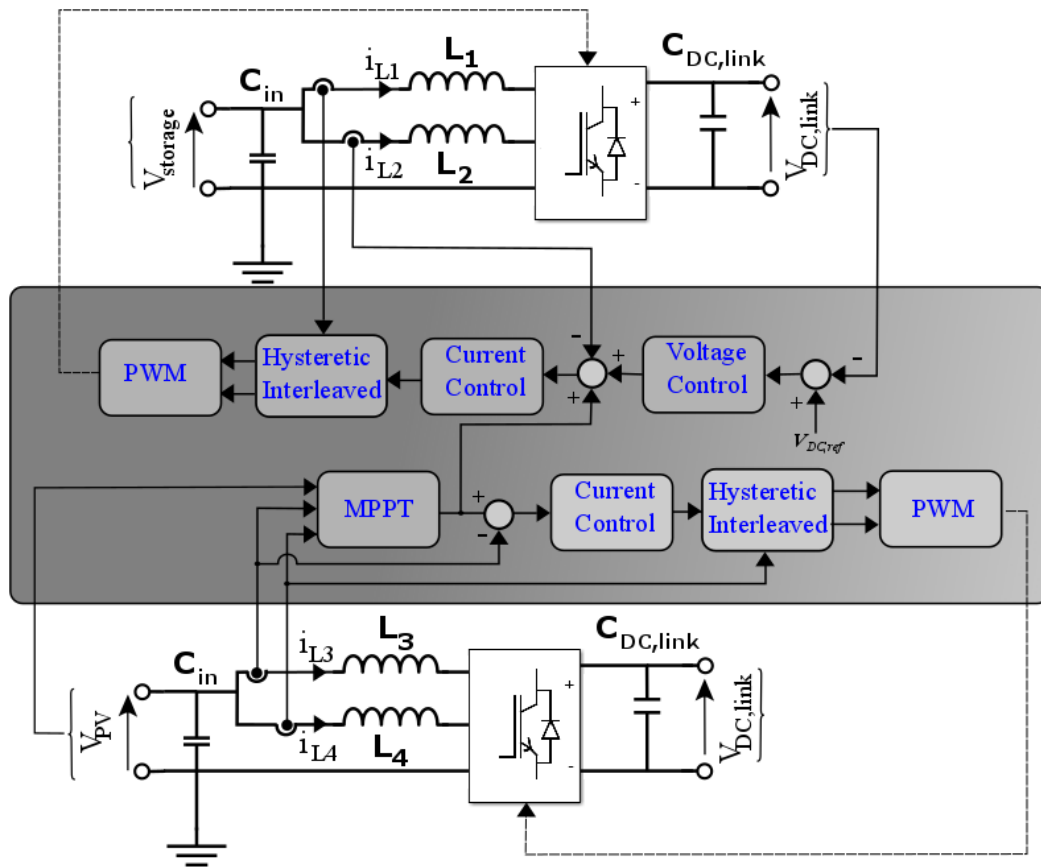 L1
CDC,link
iL1
Cin
+
Vstorage
VDC,link
iL2
L2
-
-
-
PWM
Hysteretic
Interleaved
Current
Control
+
+
Voltage
Control
+
VDC,ref
MPPT
+
-
Current
Control
Hysteretic
Interleaved
PWM
L3
CDC,link
iL3
Cin
+
VPV
VDC,link
iL4
L4
-